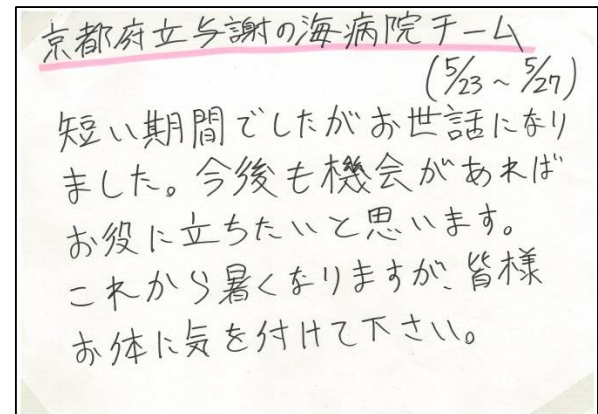 京都府立与謝の海病院チーム
(5/23～5/27)
短い期間でしたがお世話になり
ました。今後も機会があれば
お役に立ちたいと思います。
これから暑くなりますが、皆様
お体に気を付けて下さい。